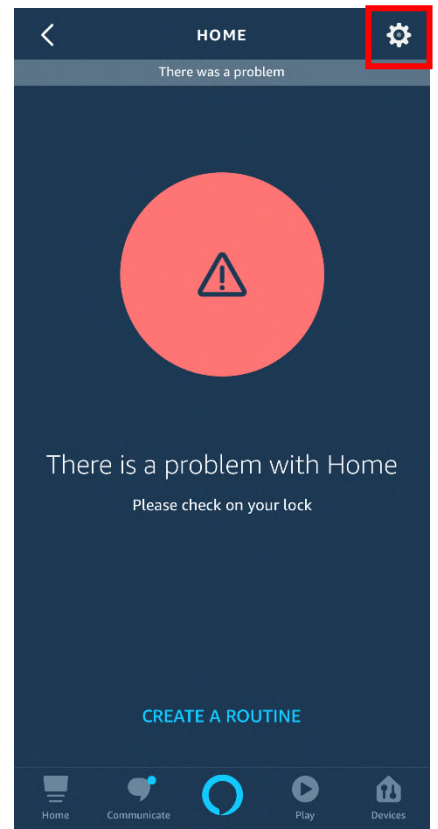 HOME
There was a problem
There is a problem with Home
Please check on your lock
CREATE A ROUTINE
Home Communicate Play Devices